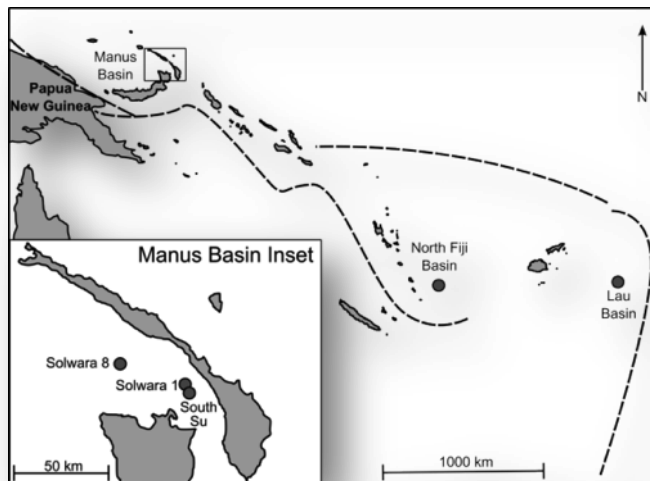 Manus
Basin
Papua
New Guinea
N
Manus Basin Inset
North Fiji
Basin
Lau
Basin
Solwara 8
Solwara 1
South
Su
50 km
1000 km